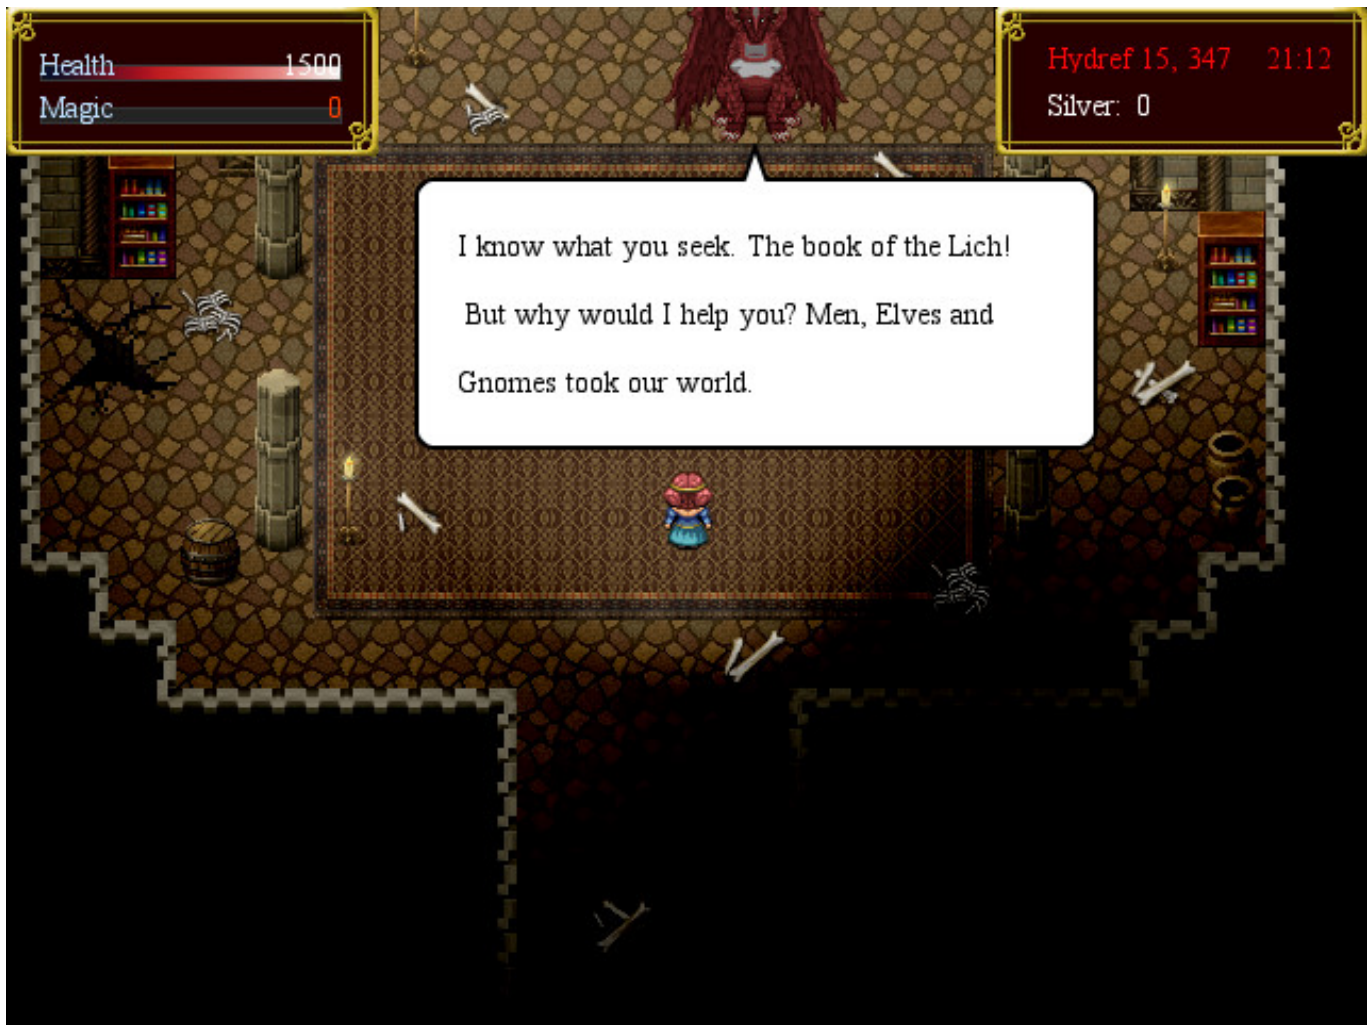 Health 1500
Magic 0
Hydref 15, 347 21:12
Silver: 0
I know what you seek. The book of the Lich!
But why would I help you? Men, Elves and
Gnomes took our world.